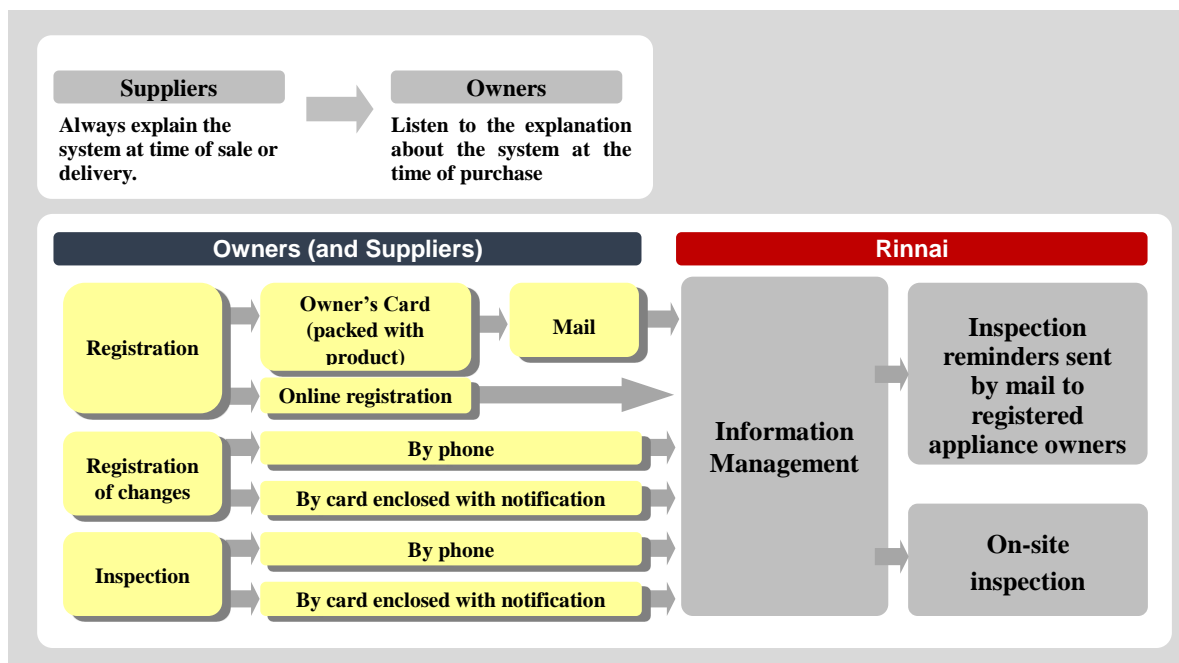 Suppliers
Always explain the
system at time of sale or
delivery.
Owners
Listen to the explanation
about the system at the
time of purchase
Owners (and Suppliers)
Rinnai
Registration
Owner's Card
(packed with
product)
Mail
Online registration
Registration
of changes
By phone
By card enclosed with notification
Inspection
By phone
By card enclosed with notification
Information
Management
Inspection
reminders sent
by mail to
registered
appliance owners
On-site
inspection